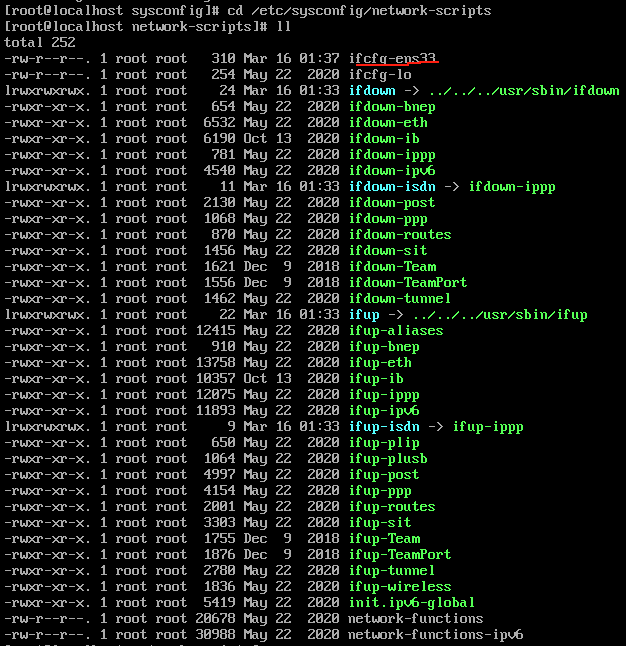 [root@localhost sysconfig]# cd /etc/sysconfig/network-scripts
[root@localhost network-scripts]# ll
total 252
-rw-r--r--. 1 root root   310 Mar 16 01:37 ifcfg-ens33
-rw-r--r--. 1 root root   254 May 22  2020 ifcfg-lo
lrwxrwxrwx. 1 root root    24 Mar 16 01:33 ifdown -> ../../../usr/sbin/ifdown
-rwxr-xr-x. 1 root root   654 May 22  2020 ifdown-bnep
-rwxr-xr-x. 1 root root  6532 May 22  2020 ifdown-eth
-rwxr-xr-x. 1 root root  6190 Oct 13  2020 ifdown-ib
-rwxr-xr-x. 1 root root   781 May 22  2020 ifdown-ippp
-rwxr-xr-x. 1 root root  4540 May 22  2020 ifdown-ipv6
lrwxrwxrwx. 1 root root    11 Mar 16 01:33 ifdown-isdn -> ifdown-ippp
-rwxr-xr-x. 1 root root  2130 May 22  2020 ifdown-post
-rwxr-xr-x. 1 root root  1068 May 22  2020 ifdown-ppp
-rwxr-xr-x. 1 root root   870 May 22  2020 ifdown-routes
-rwxr-xr-x. 1 root root  1456 May 22  2020 ifdown-sit
-rwxr-xr-x. 1 root root  1621 Dec  9  2018 ifdown-Team
-rwxr-xr-x. 1 root root  1556 Dec  9  2018 ifdown-TeamPort
-rwxr-xr-x. 1 root root  1462 May 22  2020 ifdown-tunnel
lrwxrwxrwx. 1 root root    22 Mar 16 01:33 ifup -> ../../../usr/sbin/ifup
-rwxr-xr-x. 1 root root 12415 May 22  2020 ifup-aliases
-rwxr-xr-x. 1 root root   910 May 22  2020 ifup-bnep
-rwxr-xr-x. 1 root root 13758 May 22  2020 ifup-eth
-rwxr-xr-x. 1 root root 10357 Oct 13  2020 ifup-ib
-rwxr-xr-x. 1 root root 12075 May 22  2020 ifup-ippp
-rwxr-xr-x. 1 root root 11893 May 22  2020 ifup-ipv6
lrwxrwxrwx. 1 root root     9 Mar 16 01:33 ifup-isdn -> ifup-ippp
-rwxr-xr-x. 1 root root   650 May 22  2020 ifup-plip
-rwxr-xr-x. 1 root root  1064 May 22  2020 ifup-plusb
-rwxr-xr-x. 1 root root  4997 May 22  2020 ifup-post
-rwxr-xr-x. 1 root root  4154 May 22  2020 ifup-ppp
-rwxr-xr-x. 1 root root  2001 May 22  2020 ifup-routes
-rwxr-xr-x. 1 root root  3303 May 22  2020 ifup-sit
-rwxr-xr-x. 1 root root  1755 Dec  9  2018 ifup-Team
-rwxr-xr-x. 1 root root  1876 Dec  9  2018 ifup-TeamPort
-rwxr-xr-x. 1 root root  2780 May 22  2020 ifup-tunnel
-rwxr-xr-x. 1 root root  1836 May 22  2020 ifup-wireless
-rwxr-xr-x. 1 root root  5419 May 22  2020 init.ipv6-global
-rw-r--r--. 1 root root 20678 May 22  2020 network-functions
-rw-r--r--. 1 root root 30988 May 22  2020 network-functions-ipv6